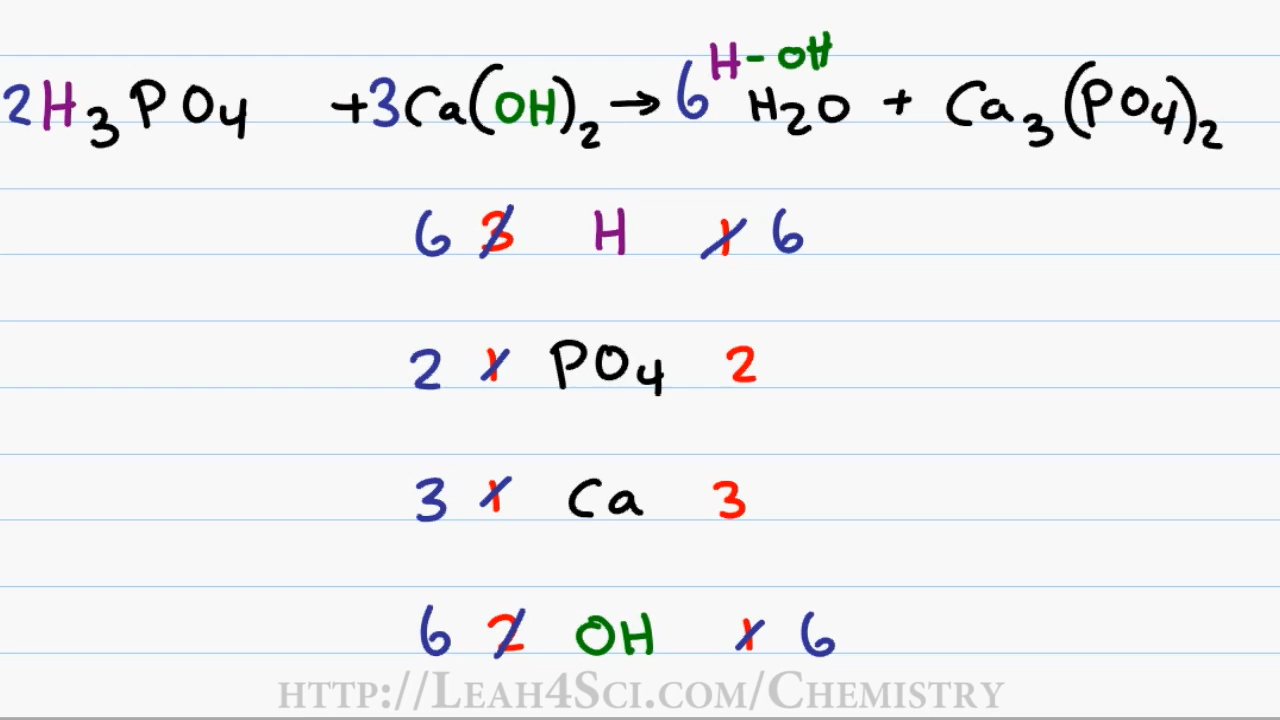 H-OH
2H₃PO₄ +3Ca(OH)₂ → 6 H₂O + Ca₃(PO₄)₂
6 3 H 1 6
2 1 PO₄ 2
3 1 Ca 3
6 2 OH 1 6
HTTP://LEAH4SCI.COM/CHEMISTRY